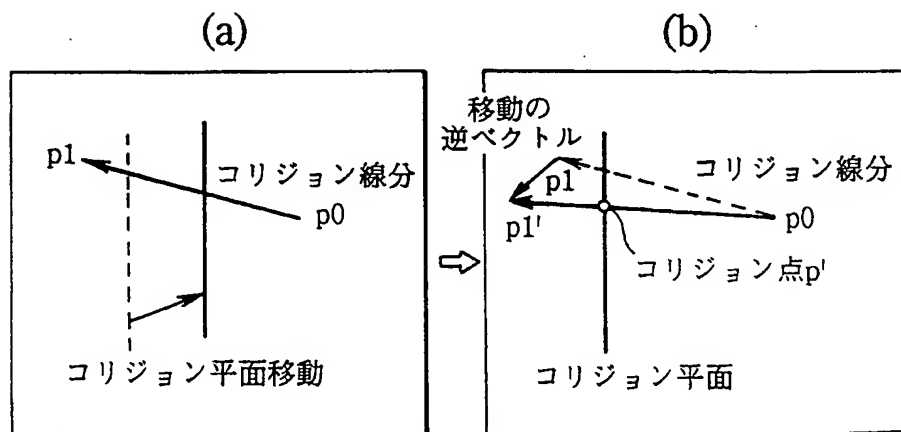 (a)
p1
コリジョン線分
p0
コリジョン平面移動
(b)
移動の
逆ベクトル
コリジョン線分
p1
p1'
p0
コリジョン点p'
コリジョン平面